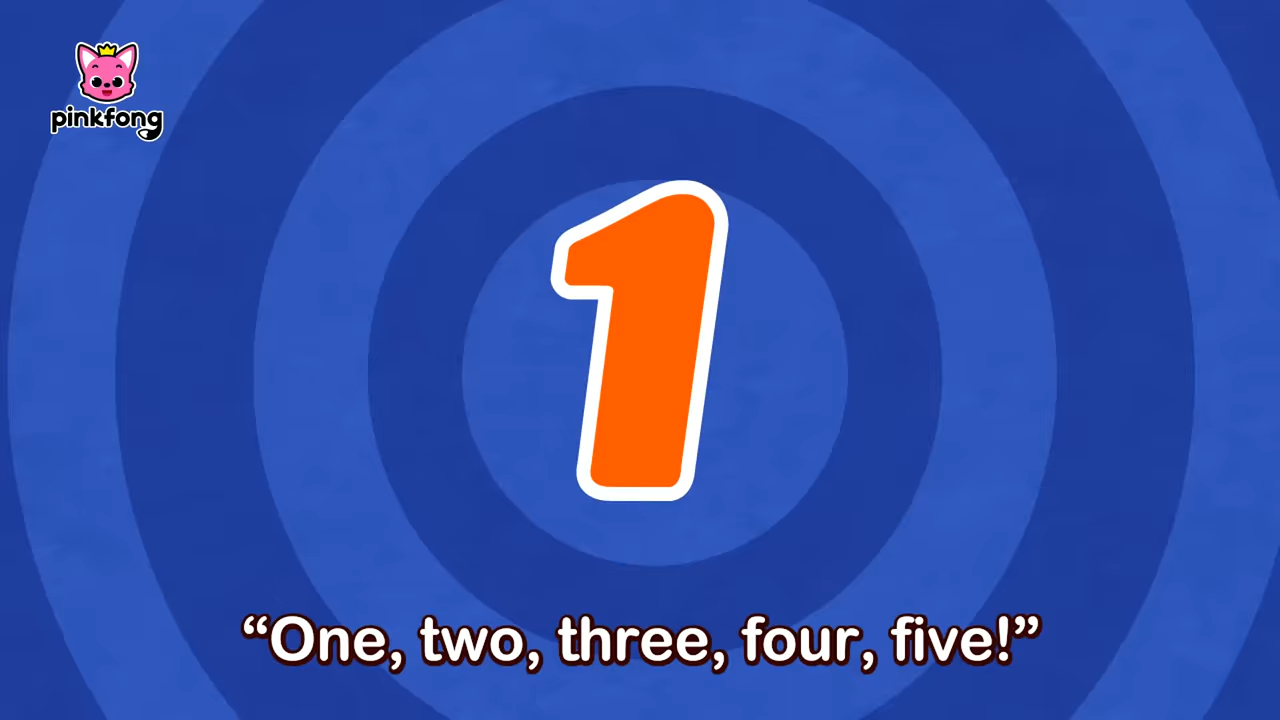 pinkfong
1
“One, two, three, four, five!”